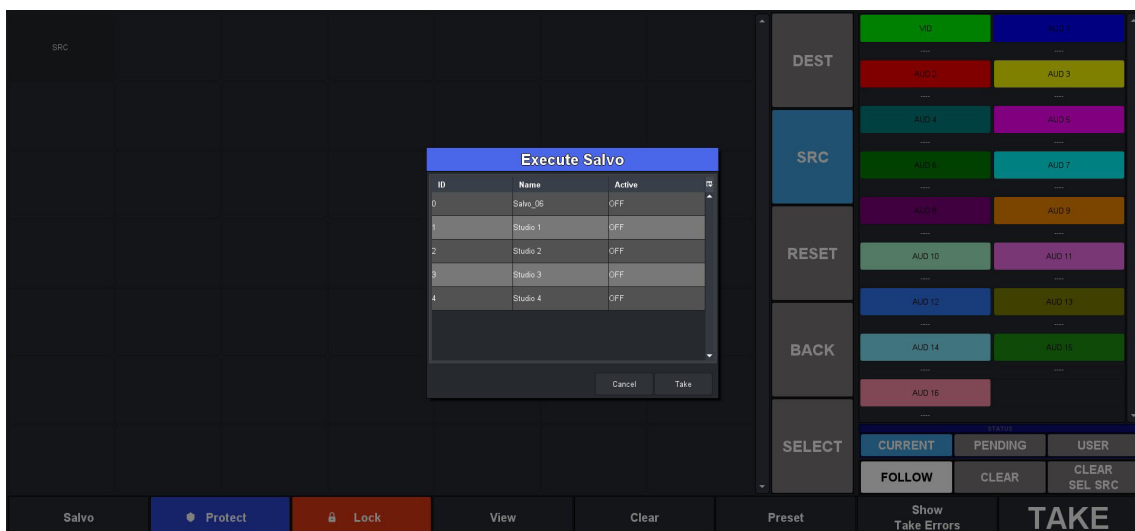 SRC
DEST
SRC
RESET
BACK
SELECT
VID
AUD 1
----
----
AUD 2
AUD 3
----
----
AUD 4
AUD 5
----
----
AUD 6
AUD 7
----
----
AUD 8
AUD 9
----
----
AUD 10
AUD 11
----
----
AUD 12
AUD 13
----
----
AUD 14
AUD 15
----
----
AUD 16
----
STATUS
CURRENT
PENDING
USER
FOLLOW
CLEAR
CLEAR
SEL SRC
Execute Salvo
ID Name Active
0 Salvo_06 OFF
1 Studio 1 OFF
2 Studio 2 OFF
3 Studio 3 OFF
4 Studio 4 OFF
Cancel Take
Salvo
Protect
Lock
View
Clear
Preset
Show
Take Errors
TAKE